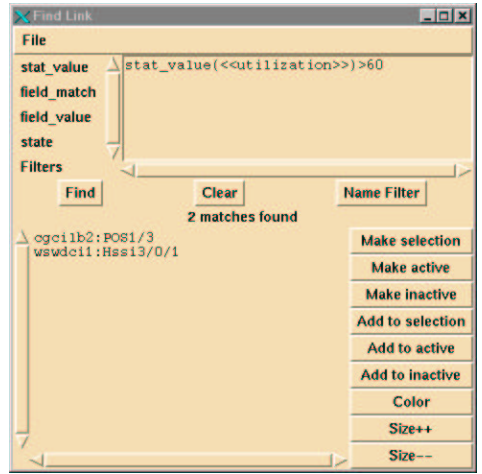 Find Link
File
stat_value
field_match
field_value
state
Filters
stat_value(<<utilization>>)>60
Find
Clear
Name Filter
2 matches found
cgcilb2:POS1/3
wswdci1:Hssi3/0/1
Make selection
Make active
Make inactive
Add to selection
Add to active
Add to inactive
Color
Size++
Size--